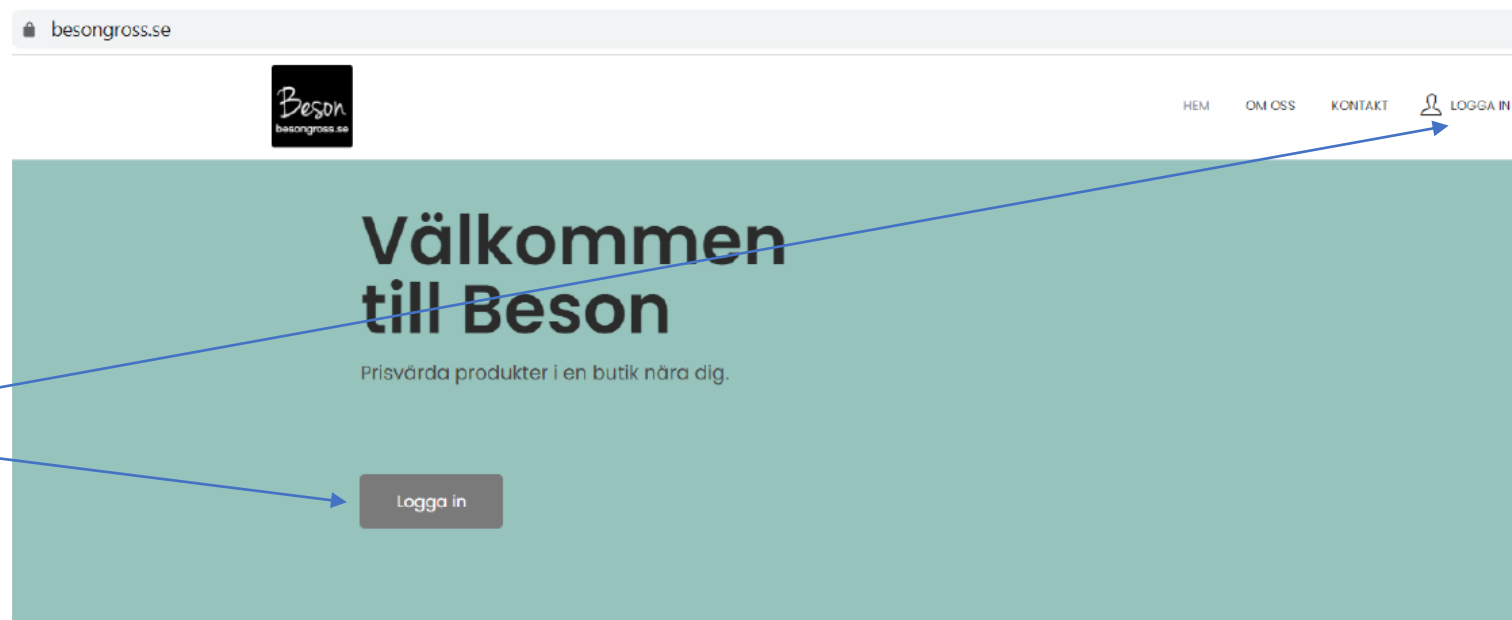 besongross.se
Beson
besongross.se
HEM OM OSS KONTAKT LOGGA IN
Välkommen
till Beson
Prisvärda produkter i en butik nära dig.
Logga in